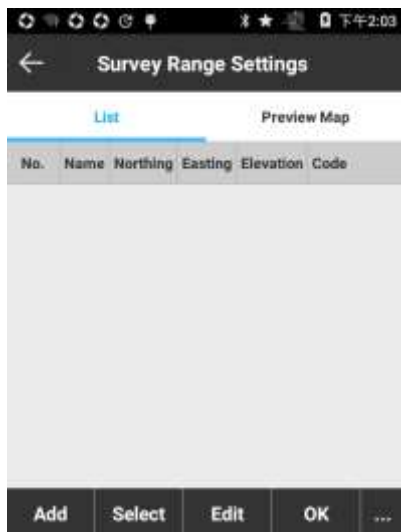 下午2:03
Survey Range Settings
List Preview Map
No. Name Northing Easting Elevation Code
Add Select Edit OK ...